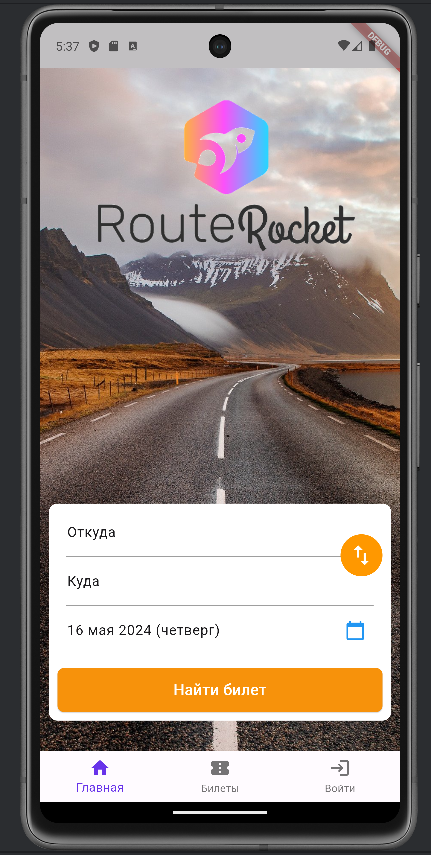 5:37
DEBUG
RouteRocket
Откуда
Куда
16 мая 2024 (четверг)
Найти билет
Главная
Билеты
Войти